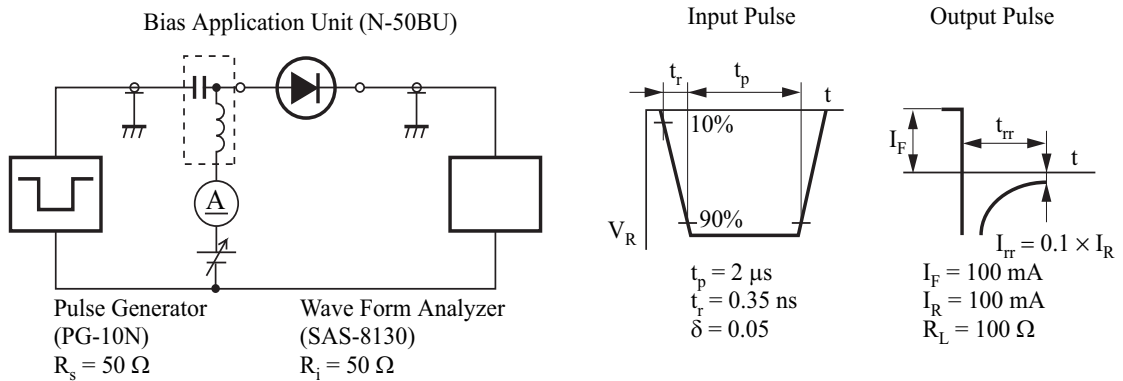 Bias Application Unit (N-50BU)
A
Pulse Generator
(PG-10N)
R_s = 50 Ω
Wave Form Analyzer
(SAS-8130)
R_i = 50 Ω
Input Pulse
t_r
t_p
t
10%
90%
V_R
t_p = 2 μs
t_r = 0.35 ns
δ = 0.05
Output Pulse
I_F
t_rr
t
I_rr = 0.1 × I_R
I_F = 100 mA
I_R = 100 mA
R_L = 100 Ω